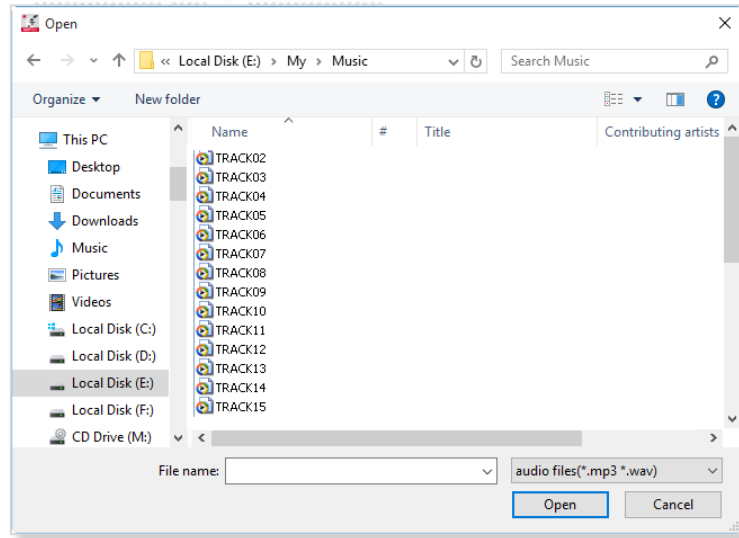 Open
« Local Disk (E:) > My > Music
Search Music
Organize
New folder
This PC
Desktop
Documents
Downloads
Music
Pictures
Videos
Local Disk (C:)
Local Disk (D:)
Local Disk (E:)
Local Disk (F:)
CD Drive (M:)
Name # Title Contributing artists
TRACK02
TRACK03
TRACK04
TRACK05
TRACK06
TRACK07
TRACK08
TRACK09
TRACK10
TRACK11
TRACK12
TRACK13
TRACK14
TRACK15
File name:
audio files(*.mp3 *.wav)
Open
Cancel